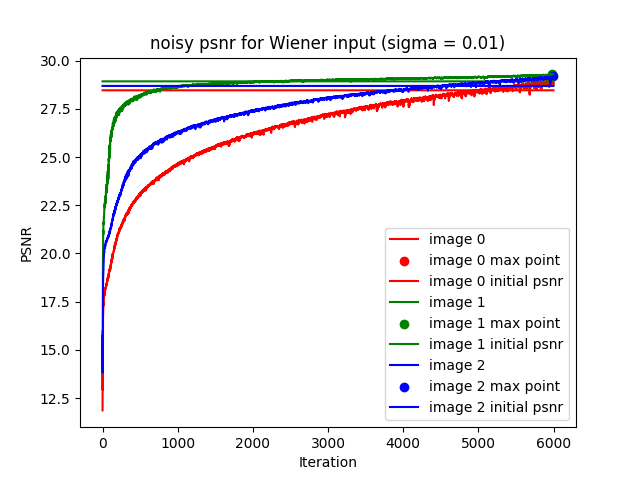 noisy psnr for Wiener input (sigma = 0.01)
30.0
27.5
25.0
22.5
20.0
17.5
15.0
12.5
PSNR
image 0
image 0 max point
image 0 initial psnr
image 1
image 1 max point
image 1 initial psnr
image 2
image 2 max point
image 2 initial psnr
0 1000 2000 3000 4000 5000 6000
Iteration